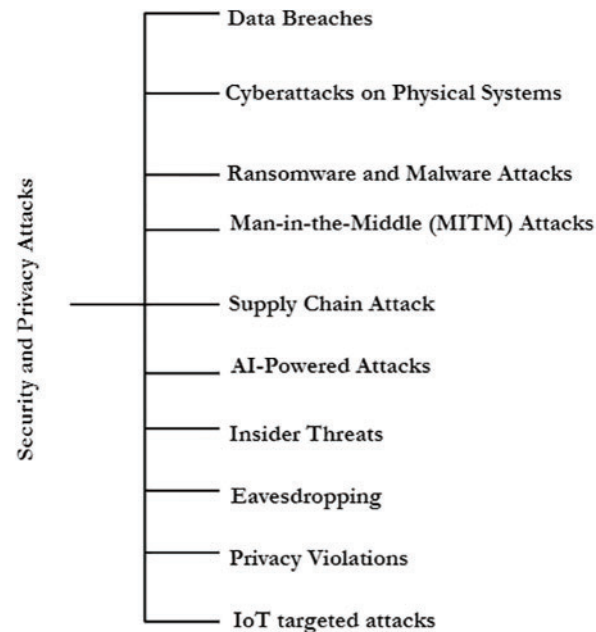 Security and Privacy Attacks
Data Breaches
Cyberattacks on Physical Systems
Ransomware and Malware Attacks
Man-in-the-Middle (MITM) Attacks
Supply Chain Attack
AI-Powered Attacks
Insider Threats
Eavesdropping
Privacy Violations
IoT targeted attacks